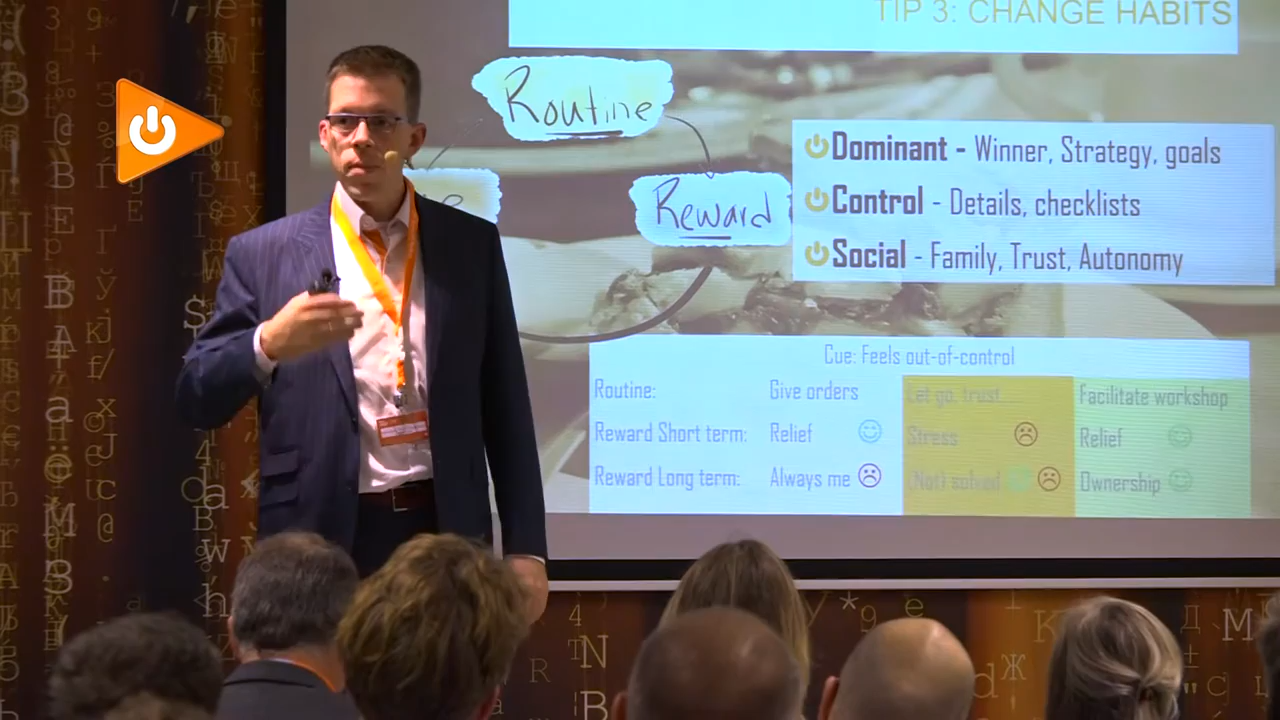 TIP 3: CHANGE HABITS
Routine
Reward
Dominant - Winner, Strategy, goals
Control - Details, checklists
Social - Family, Trust, Autonomy
Cue: Feels out-of-control
Routine: Give orders Let go, trust... Facilitate workshop
Reward Short term: Relief Stress Relief
Reward Long term: Always me (Not) solved Ownership